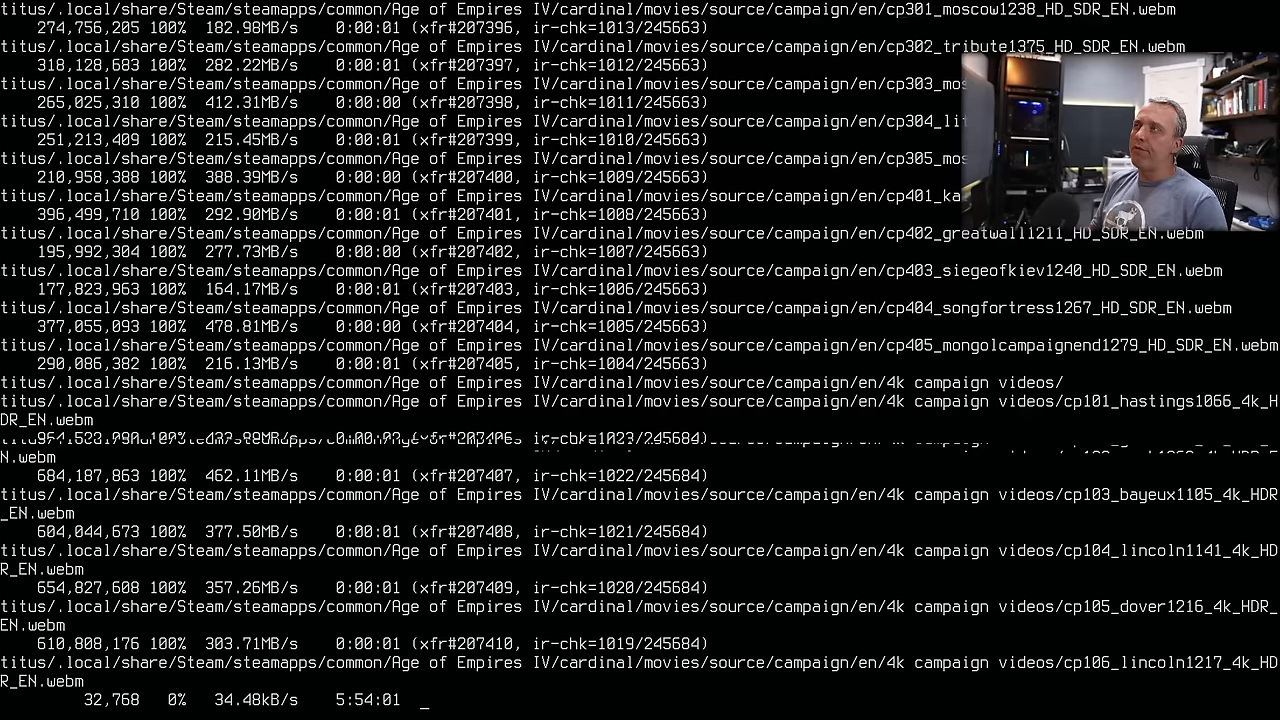 titus/.local/share/Steam/steamapps/common/Age of Empires IV/cardinal/movies/source/campaign/en/cp301_moscow1238_HD_SDR_EN.webm
274,756,205 100%  182.98MB/s    0:00:01 (xfr#207396, ir-chk=1013/245663)
titus/.local/share/Steam/steamapps/common/Age of Empires IV/cardinal/movies/source/campaign/en/cp302_tribute1375_HD_SDR_EN.webm
318,128,683 100%  282.22MB/s    0:00:01 (xfr#207397, ir-chk=1012/245663)
titus/.local/share/Steam/steamapps/common/Age of Empires IV/cardinal/movies/source/campaign/en/cp303_mos
265,025,310 100%  412.31MB/s    0:00:00 (xfr#207398, ir-chk=1011/245663)
titus/.local/share/Steam/steamapps/common/Age of Empires IV/cardinal/movies/source/campaign/en/cp304_lit
251,213,409 100%  215.45MB/s    0:00:01 (xfr#207399, ir-chk=1010/245663)
titus/.local/share/Steam/steamapps/common/Age of Empires IV/cardinal/movies/source/campaign/en/cp305_mos
210,958,388 100%  388.39MB/s    0:00:00 (xfr#207400, ir-chk=1009/245663)
titus/.local/share/Steam/steamapps/common/Age of Empires IV/cardinal/movies/source/campaign/en/cp401_ka
396,499,710 100%  292.90MB/s    0:00:01 (xfr#207401, ir-chk=1008/245663)
titus/.local/share/Steam/steamapps/common/Age of Empires IV/cardinal/movies/source/campaign/en/cp402_greatwall1211_HD_SDR_EN.webm
195,992,304 100%  277.73MB/s    0:00:00 (xfr#207402, ir-chk=1007/245663)
titus/.local/share/Steam/steamapps/common/Age of Empires IV/cardinal/movies/source/campaign/en/cp403_siegeofkiev1240_HD_SDR_EN.webm
177,823,963 100%  164.17MB/s    0:00:01 (xfr#207403, ir-chk=1006/245663)
titus/.local/share/Steam/steamapps/common/Age of Empires IV/cardinal/movies/source/campaign/en/cp404_songfortress1267_HD_SDR_EN.webm
377,055,093 100%  478.81MB/s    0:00:00 (xfr#207404, ir-chk=1005/245663)
titus/.local/share/Steam/steamapps/common/Age of Empires IV/cardinal/movies/source/campaign/en/cp405_mongolcampaignend1279_HD_SDR_EN.webm
290,086,382 100%  216.13MB/s    0:00:01 (xfr#207405, ir-chk=1004/245663)
titus/.local/share/Steam/steamapps/common/Age of Empires IV/cardinal/movies/source/campaign/en/4k campaign videos/
titus/.local/share/Steam/steamapps/common/Age of Empires IV/cardinal/movies/source/campaign/en/4k campaign videos/cp101_hastings1066_4k_H
DR_EN.webm
N.webm
684,187,863 100%  462.11MB/s    0:00:01 (xfr#207407, ir-chk=1022/245684)
titus/.local/share/Steam/steamapps/common/Age of Empires IV/cardinal/movies/source/campaign/en/4k campaign videos/cp103_bayeux1105_4k_HDR
_EN.webm
604,044,673 100%  377.50MB/s    0:00:01 (xfr#207408, ir-chk=1021/245684)
titus/.local/share/Steam/steamapps/common/Age of Empires IV/cardinal/movies/source/campaign/en/4k campaign videos/cp104_lincoln1141_4k_HD
R_EN.webm
654,827,608 100%  357.26MB/s    0:00:01 (xfr#207409, ir-chk=1020/245684)
titus/.local/share/Steam/steamapps/common/Age of Empires IV/cardinal/movies/source/campaign/en/4k campaign videos/cp105_dover1216_4k_HDR_
EN.webm
610,808,176 100%  303.71MB/s    0:00:01 (xfr#207410, ir-chk=1019/245684)
titus/.local/share/Steam/steamapps/common/Age of Empires IV/cardinal/movies/source/campaign/en/4k campaign videos/cp106_lincoln1217_4k_HD
R_EN.webm
32,768   0%   34.48kB/s    5:54:01  _